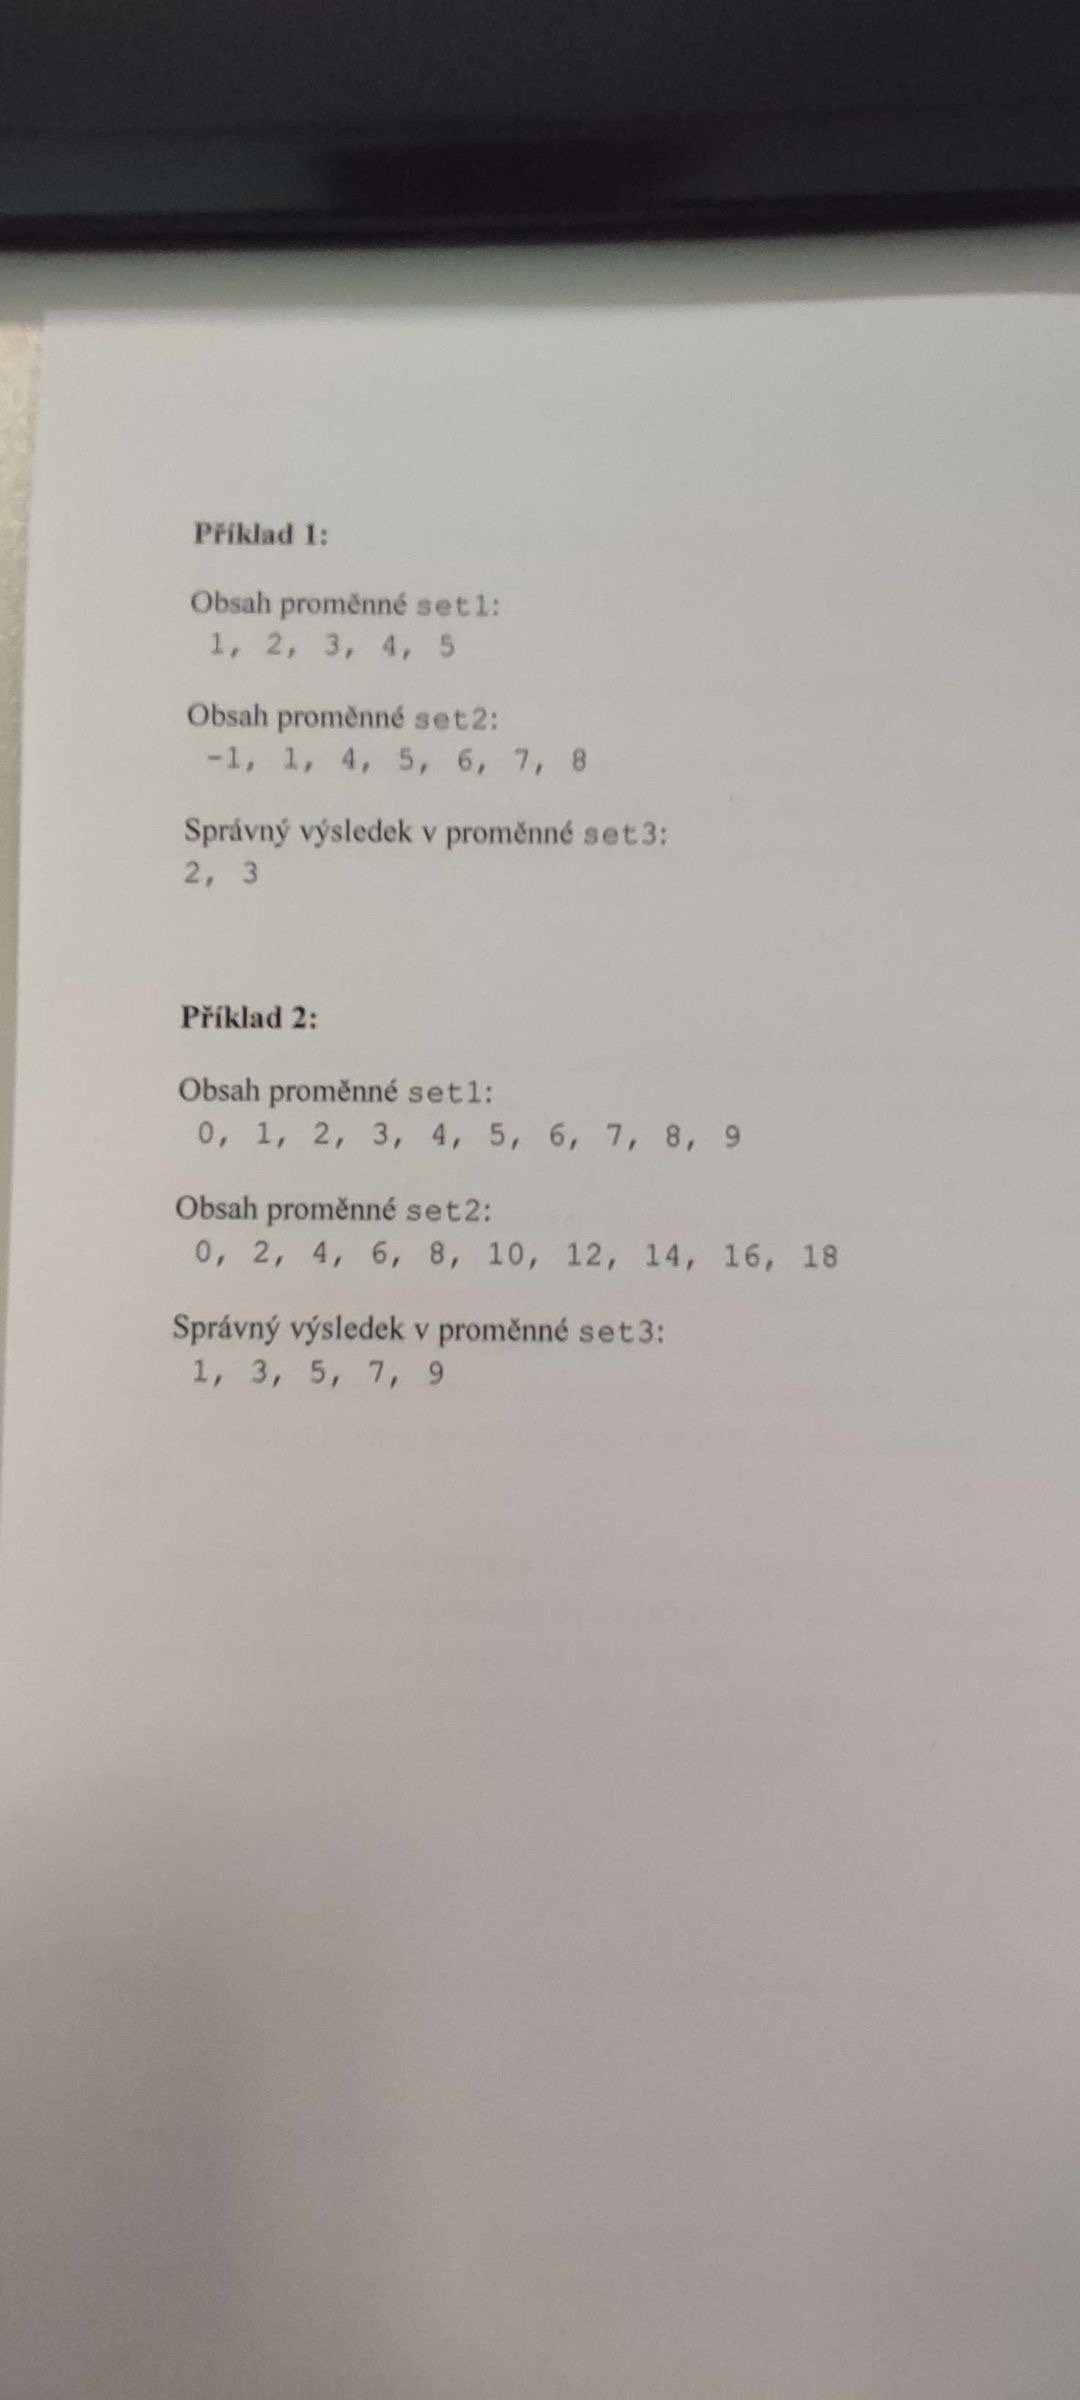 Příklad 1:
Obsah proměnné set1:
1, 2, 3, 4, 5
Obsah proměnné set2:
-1, 1, 4, 5, 6, 7, 8
Správný výsledek v proměnné set3:
2, 3
Příklad 2:
Obsah proměnné set1:
0, 1, 2, 3, 4, 5, 6, 7, 8, 9
Obsah proměnné set2:
0, 2, 4, 6, 8, 10, 12, 14, 16, 18
Správný výsledek v proměnné set3:
1, 3, 5, 7, 9